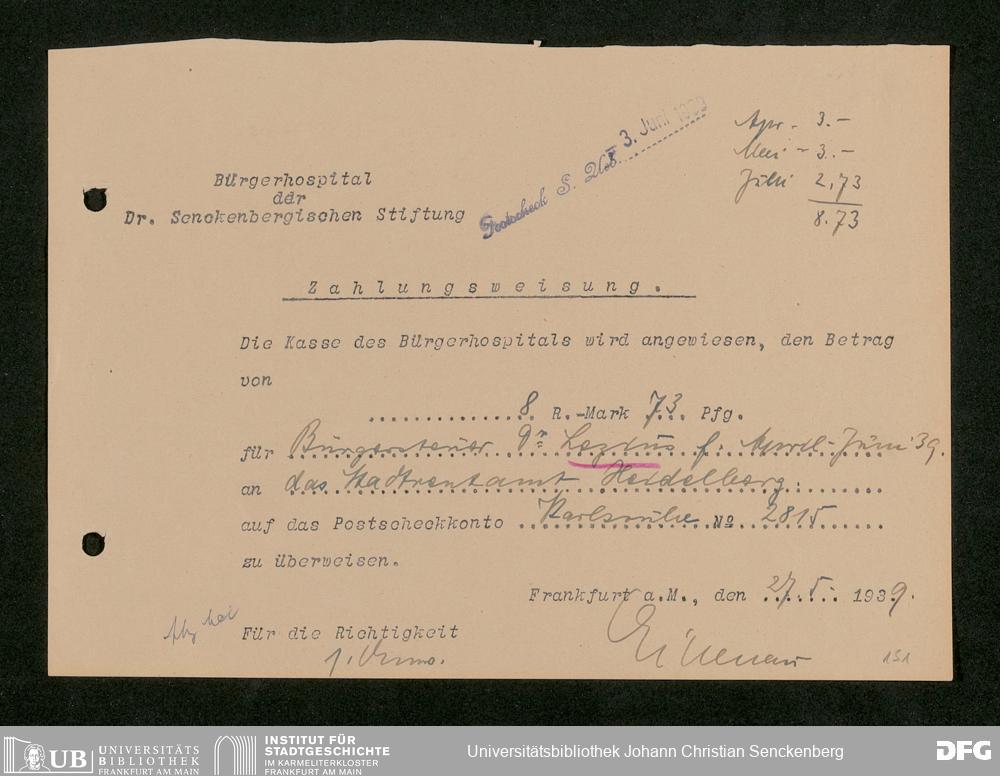 Bürgerhospital
der
Dr. Senckenbergischen Stiftung
Postscheck S. Üb. 3. Juni 1939
Apr - 3.-
Mai - 3.-
Juni 2,73
8.73
Zahlungsweisung.
Die Kasse des Bürgerhospitals wird angewiesen, den Betrag
von
8 R.-Mark 73 Pfg.
für Bürgersteuer Dr. f. April-Juni 39.
an das Stadtrentamt Heidelberg
auf das Postscheckkonto Karlsruhe No 2815
zu überweisen.
Frankfurt a.M., den 27.5. 1939.
Für die Richtigkeit
151
UB UNIVERSITÄTS
BIBLIOTHEK
FRANKFURT AM MAIN
INSTITUT FÜR
STADTGESCHICHTE
IM KARMELITERKLOSTER
FRANKFURT AM MAIN
Universitätsbibliothek Johann Christian Senckenberg
DFG